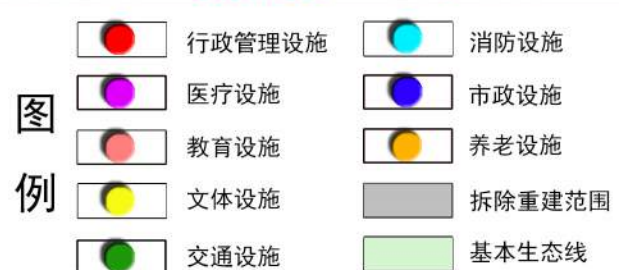 图例
行政管理设施
医疗设施
教育设施
文体设施
交通设施
消防设施
市政设施
养老设施
拆除重建范围
基本生态线